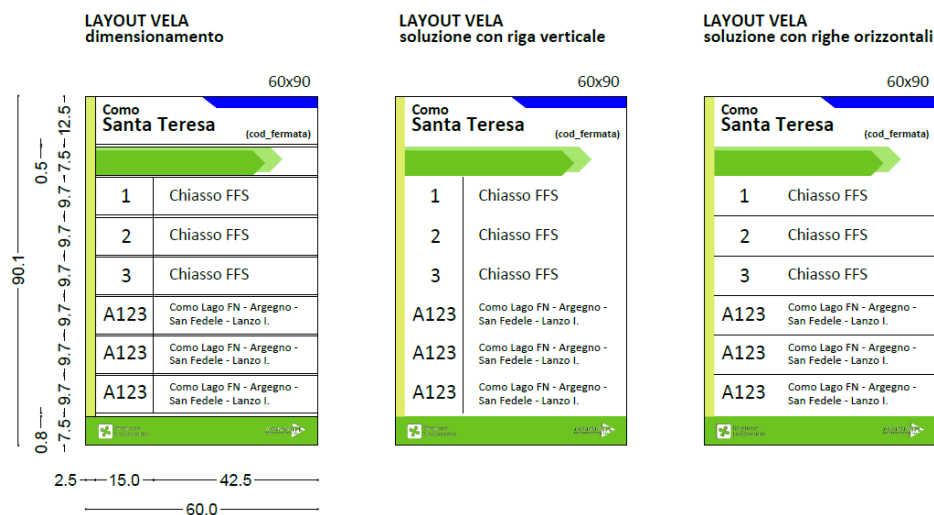 LAYOUT VELA
dimensionamento
60x90
Como
Santa Teresa
(cod_fermata)
1 Chiasso FFS
2 Chiasso FFS
3 Chiasso FFS
A123 Como Lago FN - Argegno -
San Fedele - Lanzo I.
A123 Como Lago FN - Argegno -
San Fedele - Lanzo I.
A123 Como Lago FN - Argegno -
San Fedele - Lanzo I.
12.5
7.5
0.5
9.7
9.7
9.7
9.7
9.7
9.7
7.5
0.8
90.1
2.5 15.0 42.5
60.0
LAYOUT VELA
soluzione con riga verticale
60x90
Como
Santa Teresa
(cod_fermata)
1 Chiasso FFS
2 Chiasso FFS
3 Chiasso FFS
A123 Como Lago FN - Argegno -
San Fedele - Lanzo I.
A123 Como Lago FN - Argegno -
San Fedele - Lanzo I.
A123 Como Lago FN - Argegno -
San Fedele - Lanzo I.
LAYOUT VELA
soluzione con righe orizzontali
60x90
Como
Santa Teresa
(cod_fermata)
1 Chiasso FFS
2 Chiasso FFS
3 Chiasso FFS
A123 Como Lago FN - Argegno -
San Fedele - Lanzo I.
A123 Como Lago FN - Argegno -
San Fedele - Lanzo I.
A123 Como Lago FN - Argegno -
San Fedele - Lanzo I.